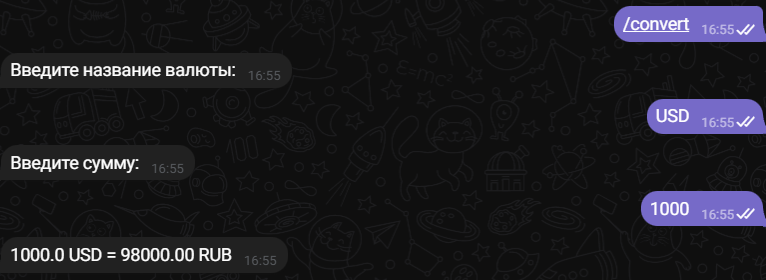 /convert 16:55
Введите название валюты: 16:55
USD 16:55
Введите сумму: 16:55
1000 16:55
1000.0 USD = 98000.00 RUB 16:55